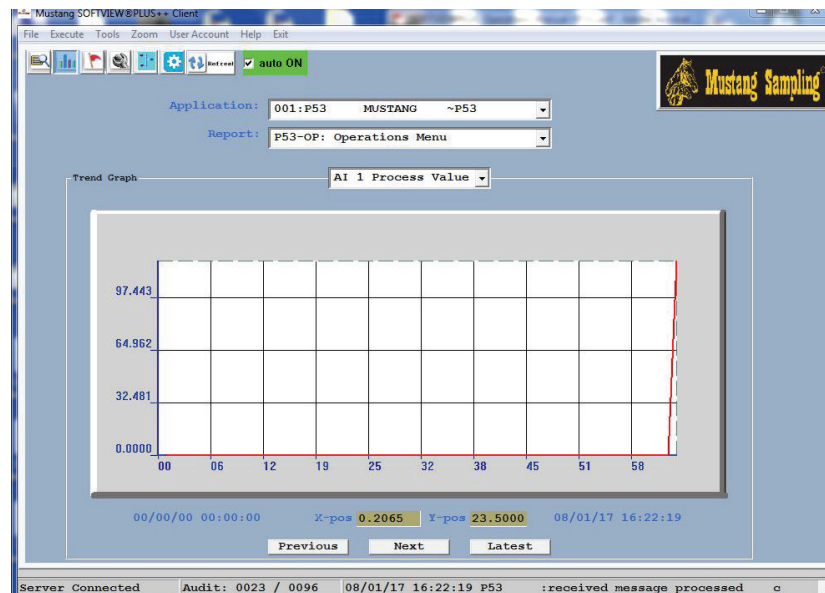 Mustang SOFTVIEW®PLUS++ Client
File Execute Tools Zoom User Account Help Exit
auto ON
Mustang Sampling
Application: 001:P53 MUSTANG ~P53
Report: P53-OP: Operations Menu
Trend Graph AI 1 Process Value
97.443
64.962
32.481
0.0000
00 06 12 19 25 32 38 45 51 58
00/00/00 00:00:00 X-pos 0.2065 Y-pos 23.5000 08/01/17 16:22:19
Previous Next Latest
Server Connected Audit: 0023 / 0096 08/01/17 16:22:19 P53 :received message processed c